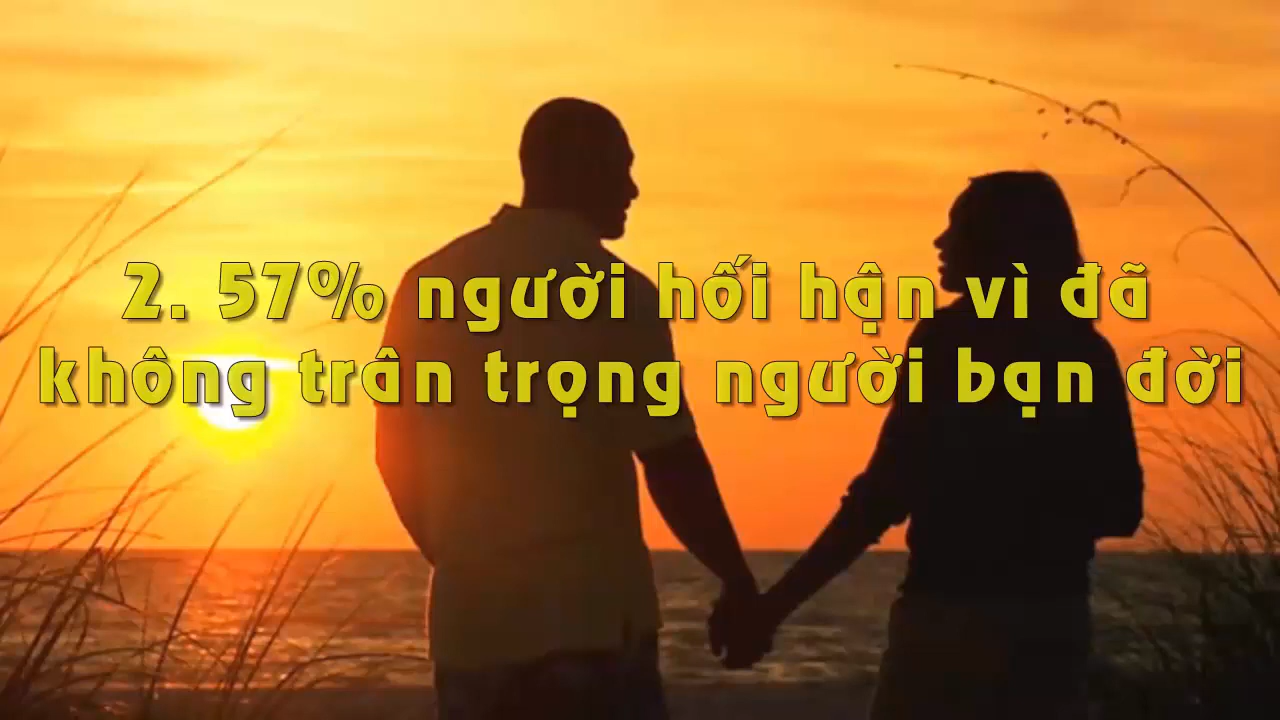 2. 57% người hối hận vì đã
không trân trọng người bạn đời